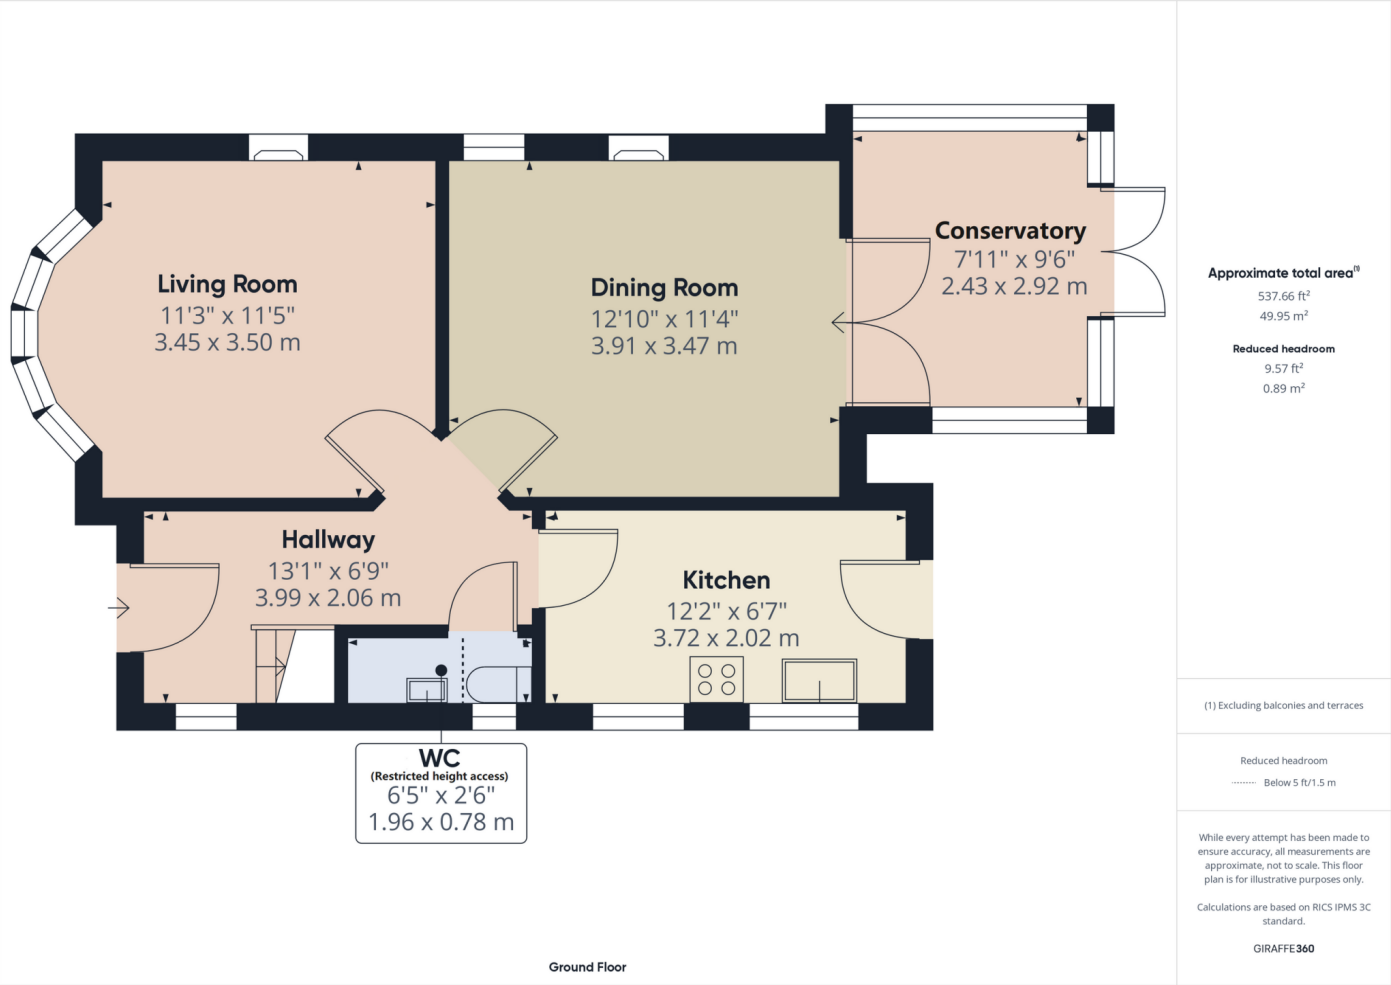 Living Room
11'3" x 11'5"
3.45 x 3.50 m
Dining Room
12'10" x 11'4"
3.91 x 3.47 m
Conservatory
7'11" x 9'6"
2.43 x 2.92 m
Hallway
13'1" x 6'9"
3.99 x 2.06 m
Kitchen
12'2" x 6'7"
3.72 x 2.02 m
WC
(Restricted height access)
6'5" x 2'6"
1.96 x 0.78 m
Ground Floor
Approximate total area⁽¹⁾
537.66 ft²
49.95 m²
Reduced headroom
9.57 ft²
0.89 m²
(1) Excluding balconies and terraces
Reduced headroom
Below 5 ft/1.5 m
While every attempt has been made to
ensure accuracy, all measurements are
approximate, not to scale. This floor
plan is for illustrative purposes only.
Calculations are based on RICS IPMS 3C
standard.
GIRAFFE360